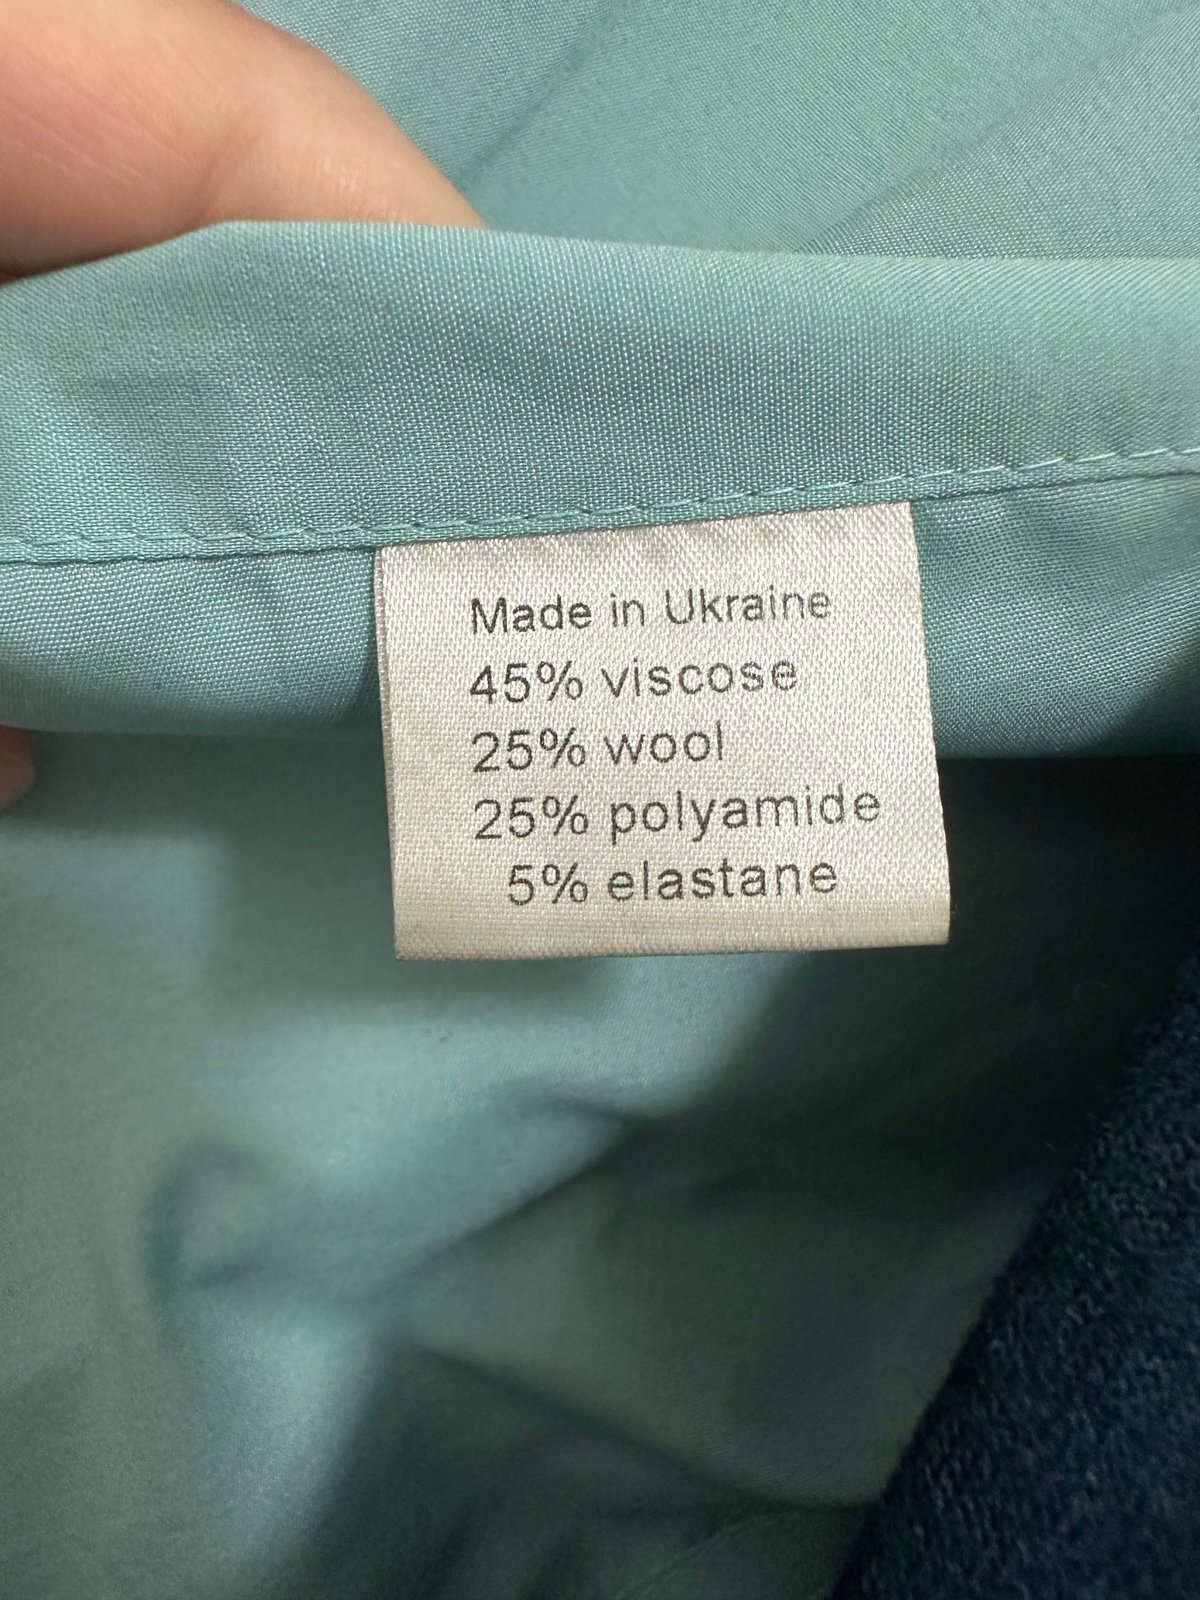 Made in Ukraine
45% viscose
25% wool
25% polyamide
5% elastane